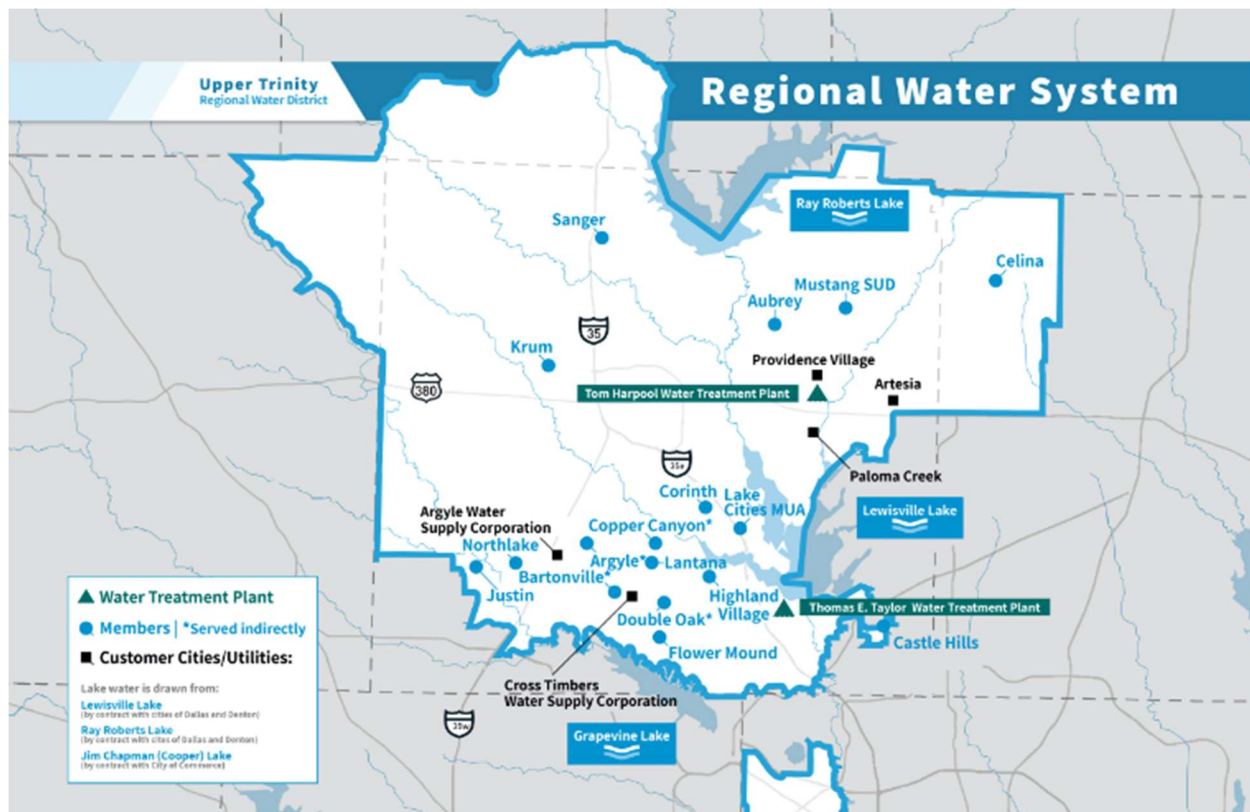 Upper Trinity
Regional Water District
Regional Water System
Ray Roberts Lake
Sanger
Celina
Mustang SUD
Aubrey
35
Krum
Providence Village
380
Tom Harpool Water Treatment Plant
Artesia
35e
Paloma Creek
Corinth
Lake
Cities MUA
Lewisville Lake
Argyle Water
Supply Corporation
Copper Canyon*
Northlake
Argyle*
Lantana
Bartonville*
Justin
Highland
Village
Thomas E. Taylor Water Treatment Plant
Double Oak*
Castle Hills
Flower Mound
Cross Timbers
Water Supply Corporation
35w
Grapevine Lake
Water Treatment Plant
Members | *Served indirectly
Customer Cities/Utilities:
Lake water is drawn from:
Lewisville Lake
(by contract with cities of Dallas and Denton)
Ray Roberts Lake
(by contract with cites of Dallas and Denton)
Jim Chapman (Cooper) Lake
(by contract with City of Commerce)